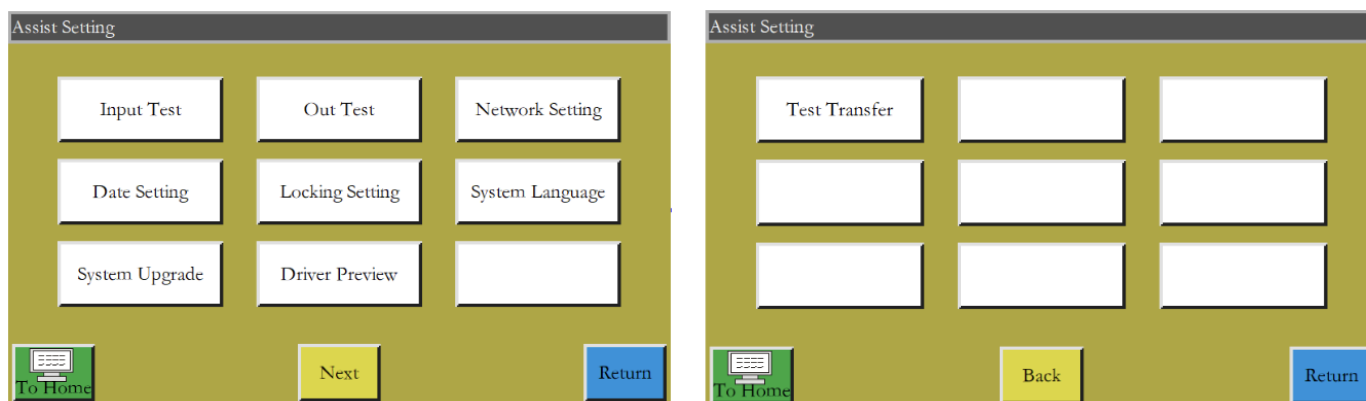 Assist Setting
Input Test
Out Test
Network Setting
Date Setting
Locking Setting
System Language
System Upgrade
Driver Preview
To Home
Next
Return
Assist Setting
Test Transfer
To Home
Back
Return